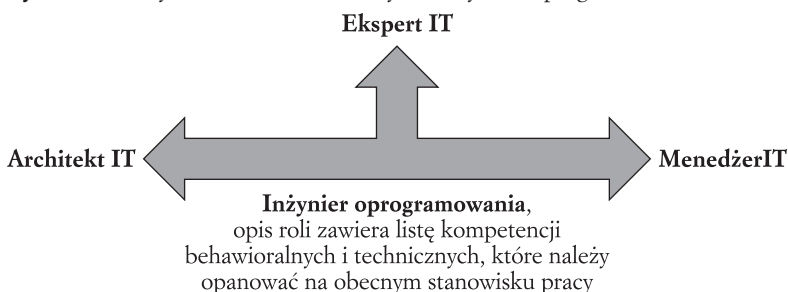 Ekspert IT
Architekt IT
MenedżerIT
Inżynier oprogramowania,
opis roli zawiera listę kompetencji
behawioralnych i technicznych, które należy
opanować na obecnym stanowisku pracy